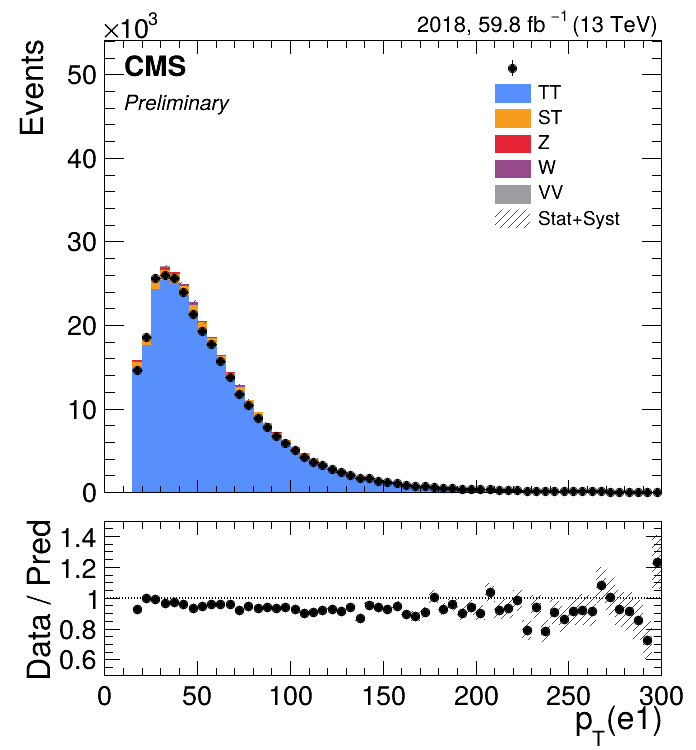 ×10³
2018, 59.8 fb⁻¹ (13 TeV)
Events
CMS
Preliminary
TT
ST
Z
W
VV
Stat+Syst
50
40
30
20
10
0
Data / Pred
1.4
1.2
1
0.8
0.6
0 50 100 150 200 250 300
p_T(e1)